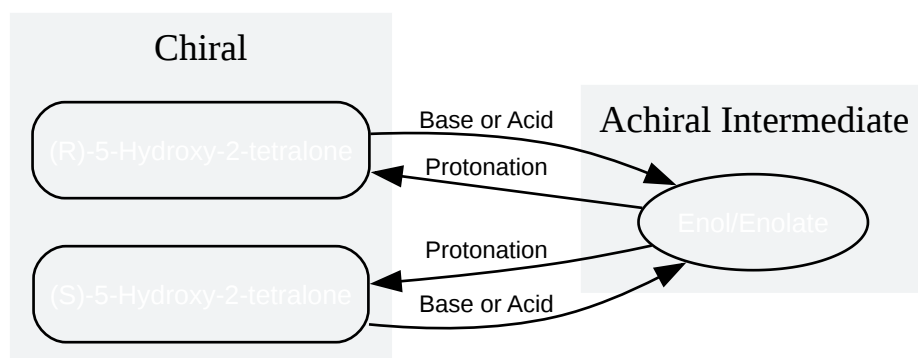 Chiral
Base or Acid
Achiral Intermediate
(R)-5-Hydroxy-2-tetralone
Protonation
Enol/Enolate
Protonation
(S)-5-Hydroxy-2-tetralone
Base or Acid